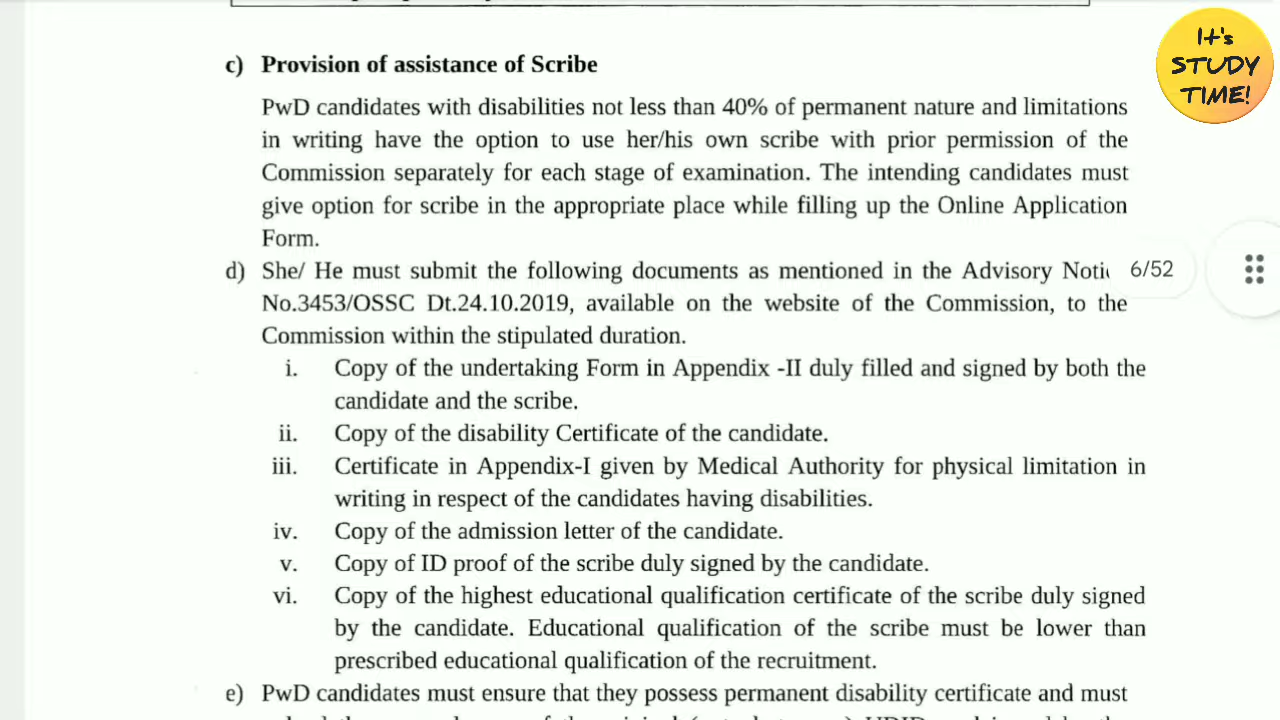 It's
STUDY
TIME!
c) Provision of assistance of Scribe
PwD candidates with disabilities not less than 40% of permanent nature and limitations
in writing have the option to use her/his own scribe with prior permission of the
Commission separately for each stage of examination. The intending candidates must
give option for scribe in the appropriate place while filling up the Online Application
Form.
d) She/ He must submit the following documents as mentioned in the Advisory
6/52
No.3453/OSSC Dt.24.10.2019, available on the website of the Commission, to the
Commission within the stipulated duration.
i. Copy of the undertaking Form in Appendix -II duly filled and signed by both the
candidate and the scribe.
ii. Copy of the disability Certificate of the candidate.
iii. Certificate in Appendix-I given by Medical Authority for physical limitation in
writing in respect of the candidates having disabilities.
iv. Copy of the admission letter of the candidate.
v. Copy of ID proof of the scribe duly signed by the candidate.
vi. Copy of the highest educational qualification certificate of the scribe duly signed
by the candidate. Educational qualification of the scribe must be lower than
prescribed educational qualification of the recruitment.
e) PwD candidates must ensure that they possess permanent disability certificate and must